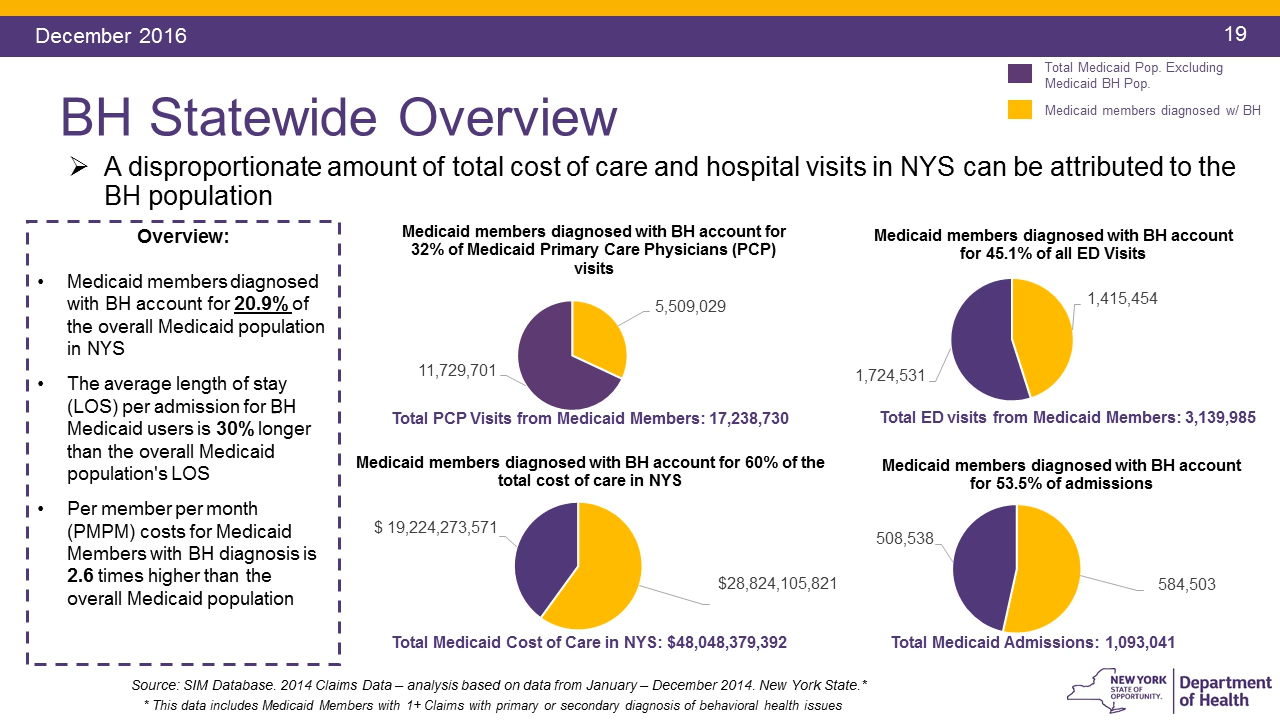 December 2016
19
Total Medicaid Pop. Excluding
Medicaid BH Pop.
Medicaid members diagnosed w/ BH
BH Statewide Overview
A disproportionate amount of total cost of care and hospital visits in NYS can be attributed to the
BH population
Overview:
• Medicaid members diagnosed
with BH account for 20.9% of
the overall Medicaid population
in NYS
• The average length of stay
(LOS) per admission for BH
Medicaid users is 30% longer
than the overall Medicaid
population's LOS
• Per member per month
(PMPM) costs for Medicaid
Members with BH diagnosis is
2.6 times higher than the
overall Medicaid population
Medicaid members diagnosed with BH account for
32% of Medicaid Primary Care Physicians (PCP)
visits
5,509,029
11,729,701
Total PCP Visits from Medicaid Members: 17,238,730
Medicaid members diagnosed with BH account
for 45.1% of all ED Visits
1,415,454
1,724,531
Total ED visits from Medicaid Members: 3,139,985
Medicaid members diagnosed with BH account for 60% of the
total cost of care in NYS
$ 19,224,273,571
$28,824,105,821
Total Medicaid Cost of Care in NYS: $48,048,379,392
Medicaid members diagnosed with BH account
for 53.5% of admissions
508,538
584,503
Total Medicaid Admissions: 1,093,041
Source: SIM Database. 2014 Claims Data – analysis based on data from January – December 2014. New York State.*
* This data includes Medicaid Members with 1+ Claims with primary or secondary diagnosis of behavioral health issues
NEW YORK
STATE OF
OPPORTUNITY.
Department
of Health